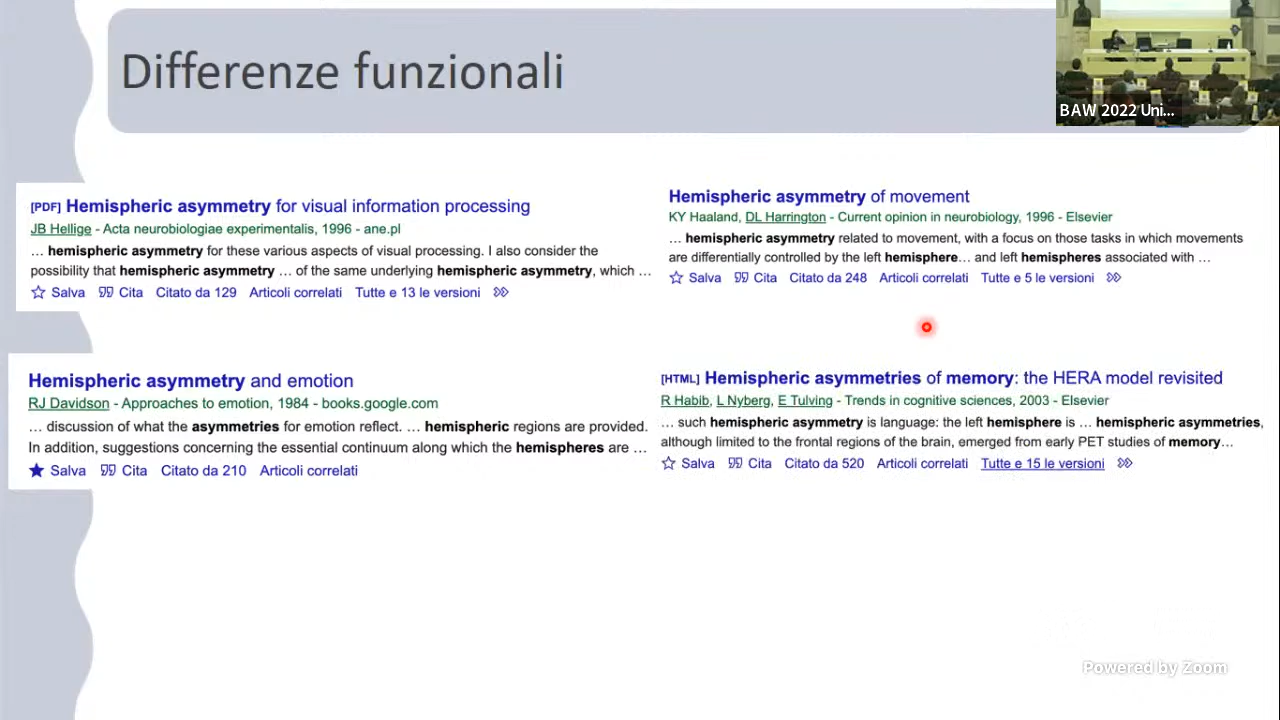 Differenze funzionali
BAW 2022 Uni...
[PDF] Hemispheric asymmetry for visual information processing
JB Hellige - Acta neurobiologiae experimentalis, 1996 - ane.pl
… hemispheric asymmetry for these various aspects of visual processing. I also consider the
possibility that hemispheric asymmetry … of the same underlying hemispheric asymmetry, which …
Salva Cita Citato da 129 Articoli correlati Tutte e 13 le versioni
Hemispheric asymmetry of movement
KY Haaland, DL Harrington - Current opinion in neurobiology, 1996 - Elsevier
… hemispheric asymmetry related to movement, with a focus on those tasks in which movements
are differentially controlled by the left hemisphere… and left hemispheres associated with …
Salva Cita Citato da 248 Articoli correlati Tutte e 5 le versioni
Hemispheric asymmetry and emotion
RJ Davidson - Approaches to emotion, 1984 - books.google.com
… discussion of what the asymmetries for emotion reflect. … hemispheric regions are provided.
In addition, suggestions concerning the essential continuum along which the hemispheres are …
Salva Cita Citato da 210 Articoli correlati
[HTML] Hemispheric asymmetries of memory: the HERA model revisited
R Habib, L Nyberg, E Tulving - Trends in cognitive sciences, 2003 - Elsevier
… such hemispheric asymmetry is language: the left hemisphere is … hemispheric asymmetries,
although limited to the frontal regions of the brain, emerged from early PET studies of memory…
Salva Cita Citato da 520 Articoli correlati Tutte e 15 le versioni
Powered by Zoom